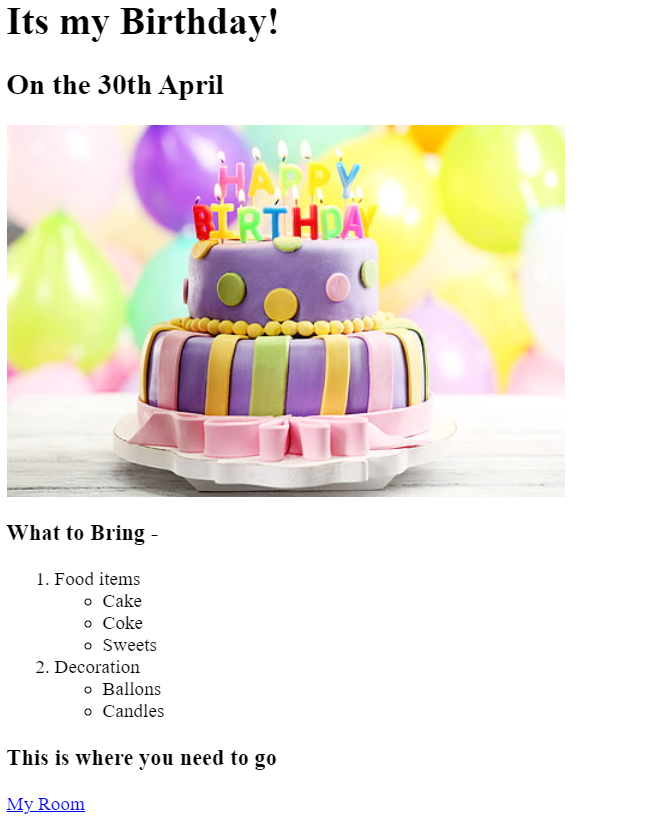 Its my Birthday!
On the 30th April
HAPPY
BIRTHDAY
What to Bring -
1. Food items
Cake
Coke
Sweets
2. Decoration
Ballons
Candles
This is where you need to go
My Room